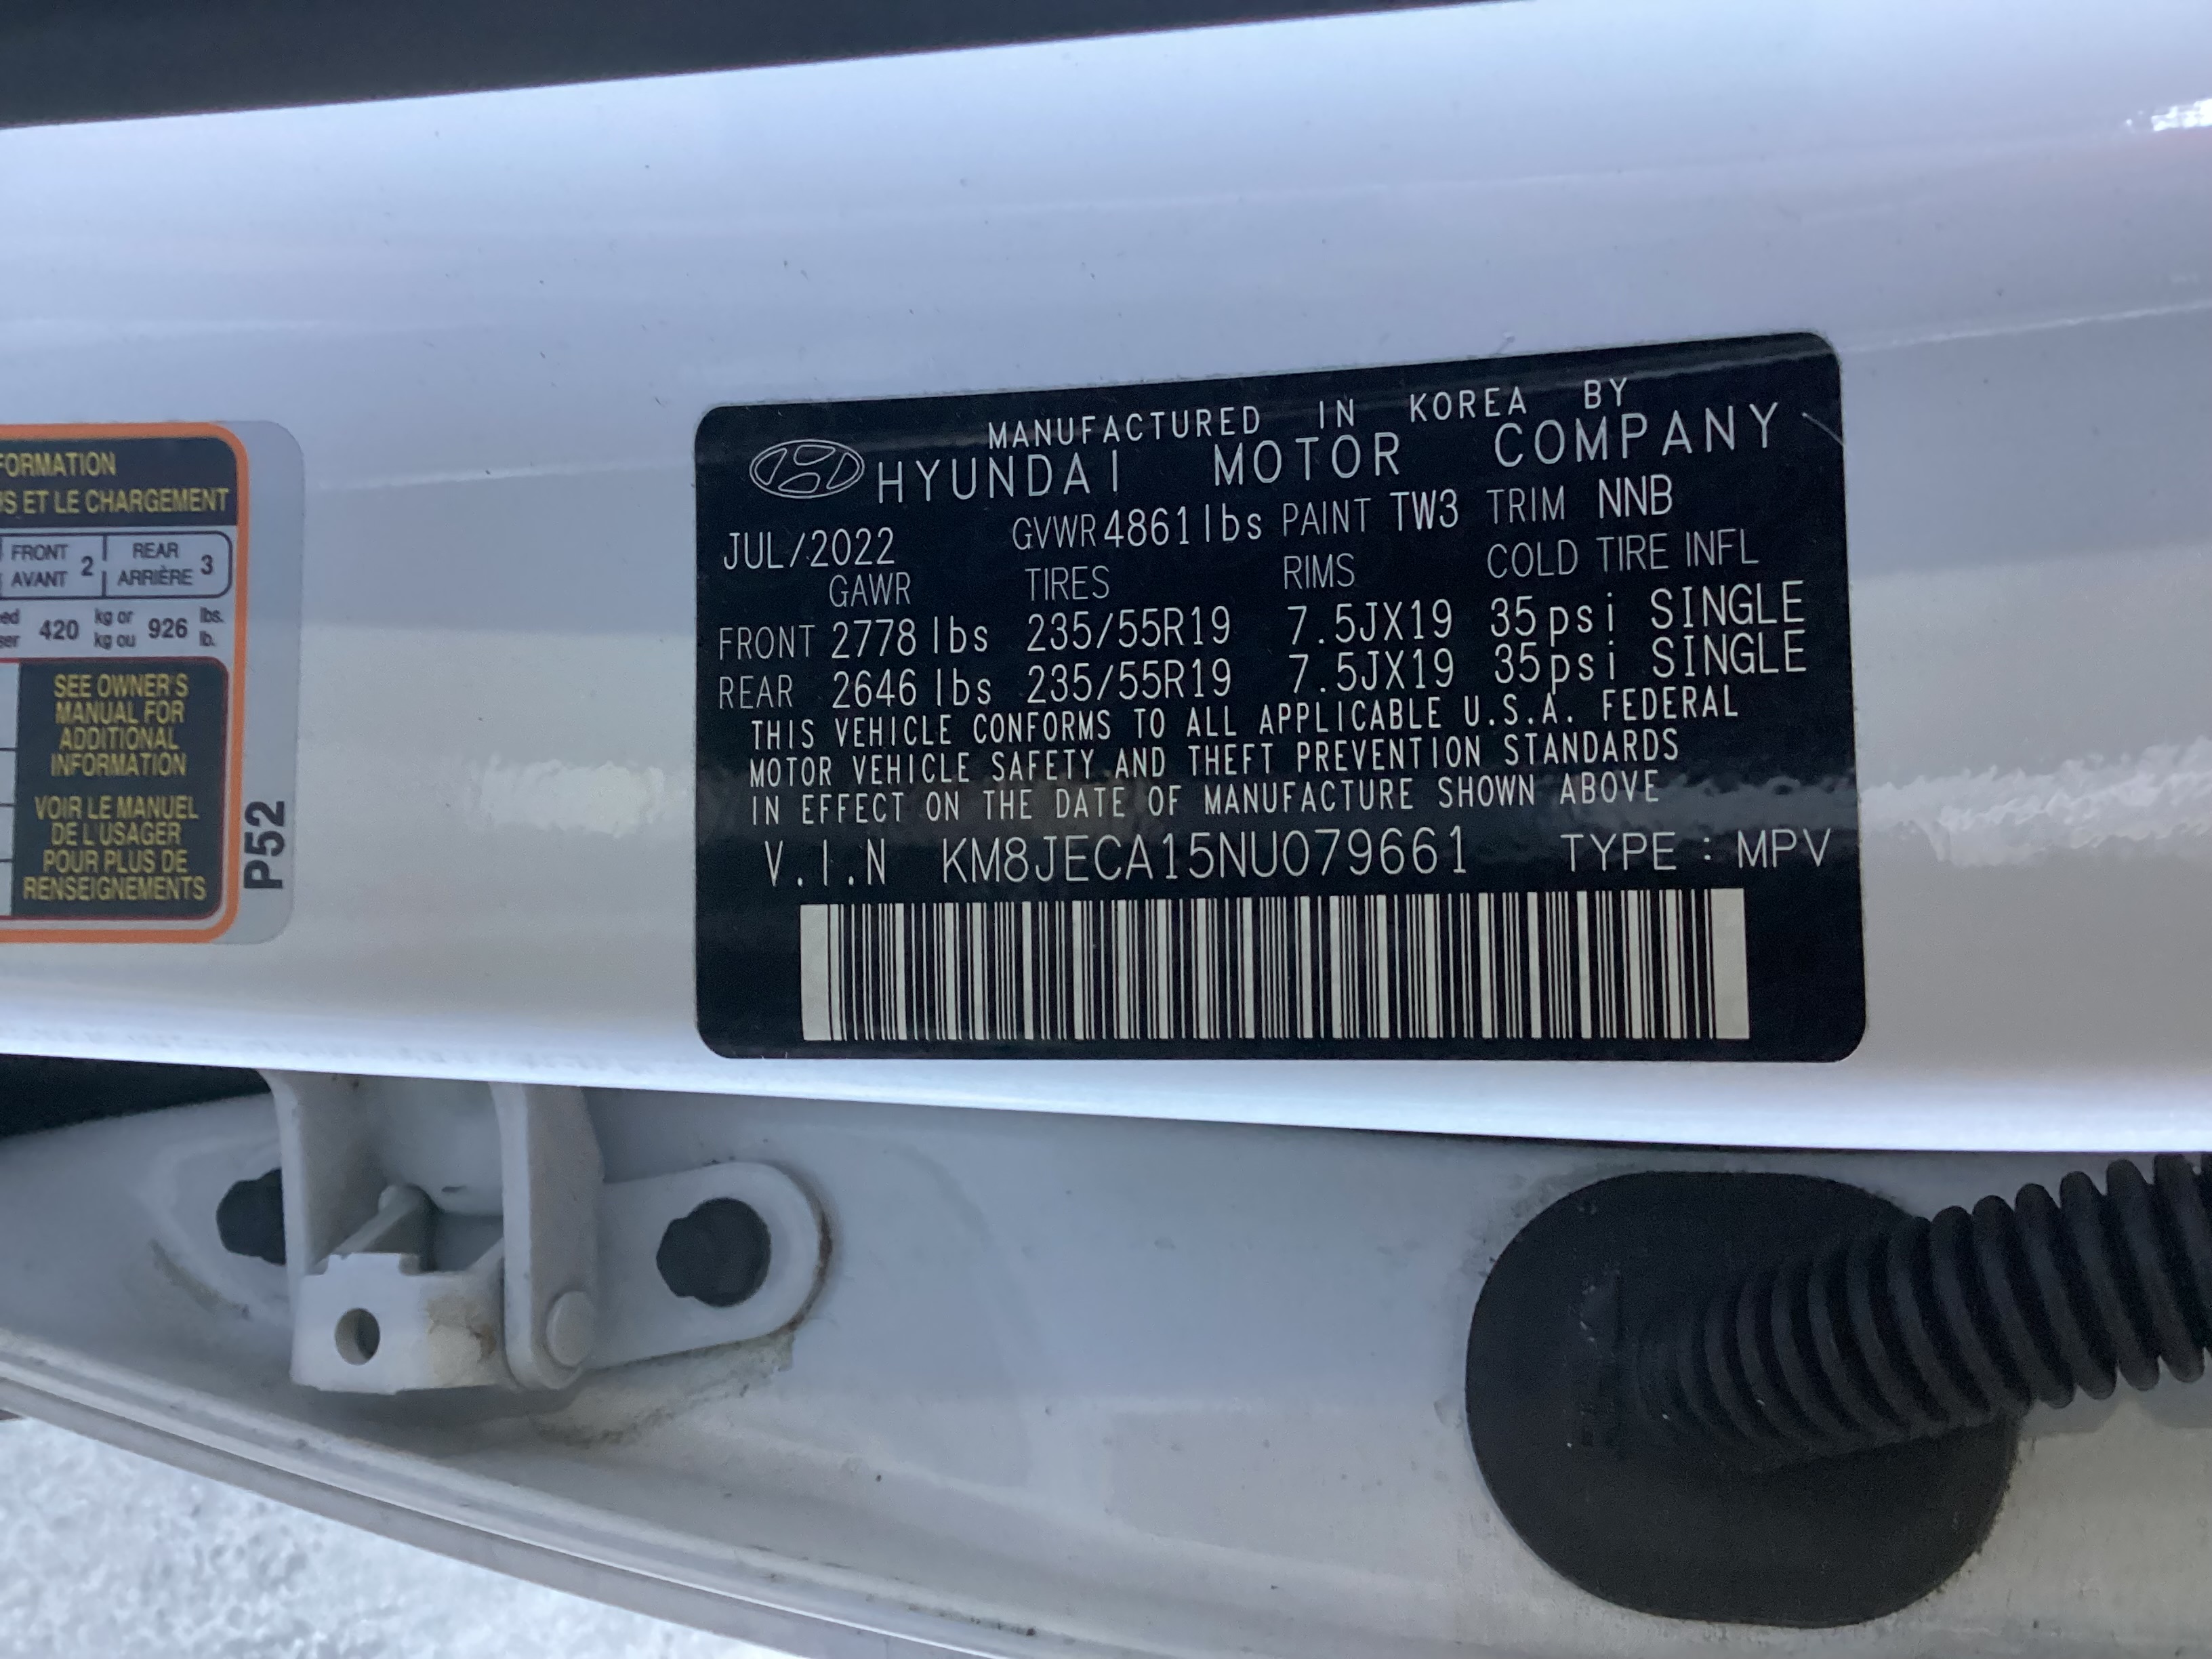 FORMATION
S ET LE CHARGEMENT
FRONT AVANT 2 REAR ARRIÈRE 3
420 kg or kg ou 926 lbs. lb.
SEE OWNER'S
MANUAL FOR
ADDITIONAL
INFORMATION
VOIR LE MANUEL
DE L'USAGER
POUR PLUS DE
RENSEIGNEMENTS
P52
MANUFACTURED IN KOREA BY
HYUNDAI MOTOR COMPANY
JUL/2022 GVWR 4861lbs PAINT TW3 TRIM NNB
GAWR TIRES RIMS COLD TIRE INFL
FRONT 2778 lbs 235/55R19 7.5JX19 35psi SINGLE
REAR 2646 lbs 235/55R19 7.5JX19 35psi SINGLE
THIS VEHICLE CONFORMS TO ALL APPLICABLE U.S.A. FEDERAL
MOTOR VEHICLE SAFETY AND THEFT PREVENTION STANDARDS
IN EFFECT ON THE DATE OF MANUFACTURE SHOWN ABOVE
V.I.N KM8JECA15NU079661 TYPE : MPV